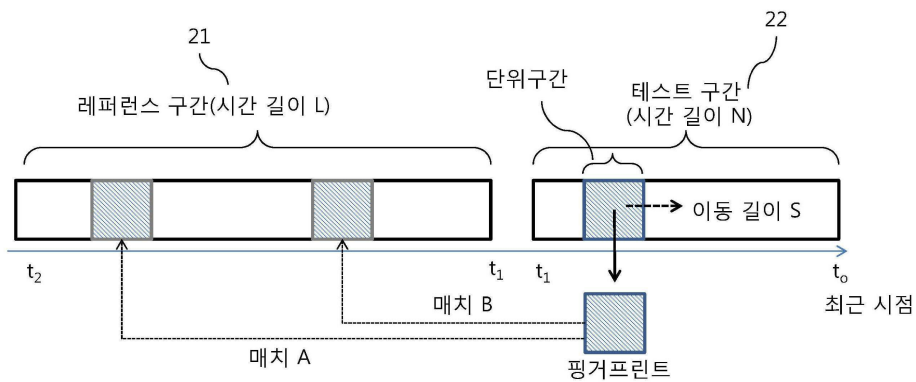 21
22
레퍼런스 구간(시간 길이 L)
단위구간
테스트 구간
(시간 길이 N)
이동 길이 S
t2
t1
t1
to
최근 시점
매치 B
매치 A
핑거프린트